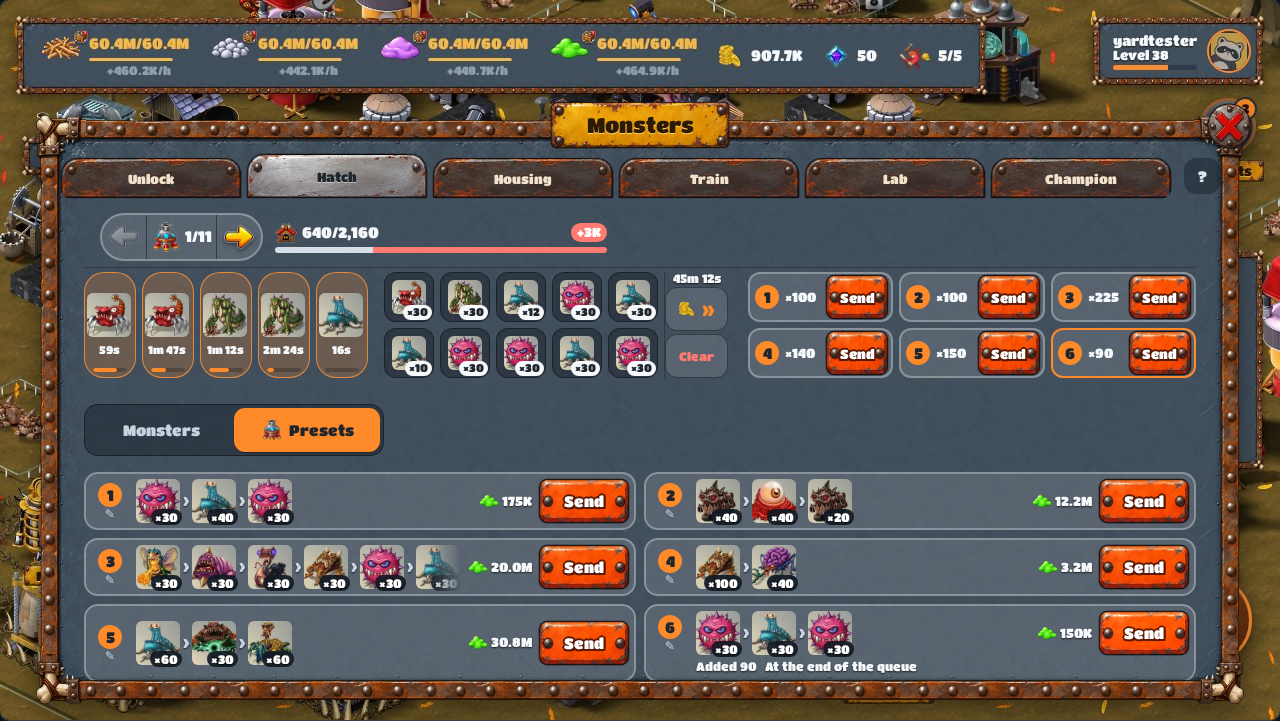 60.4M/60.4M
+460.2K/h
60.4M/60.4M
+442.1K/h
60.4M/60.4M
+448.7K/h
60.4M/60.4M
+464.9K/h
907.7K
50
5/5
yardtester
Level 38
Monsters
Unlock
Hatch
Housing
Train
Lab
Champion
?
1/11
640/2,160
+3K
59s
1m 47s
1m 12s
2m 24s
16s
×30
×30
×12
×30
×30
×10
×30
×30
×30
×30
45m 12s
Clear
1 ×100 Send
2 ×100 Send
3 ×225 Send
4 ×140 Send
5 ×150 Send
6 ×90 Send
Monsters
Presets
1 ×30 ×40 ×30 175K Send
2 ×40 ×40 ×20 12.2M Send
3 ×30 ×30 ×30 ×30 ×30 ×30 20.0M Send
4 ×100 ×40 3.2M Send
5 ×60 ×30 ×60 30.8M Send
6 ×30 ×30 ×30 150K Send
Added 90 At the end of the queue